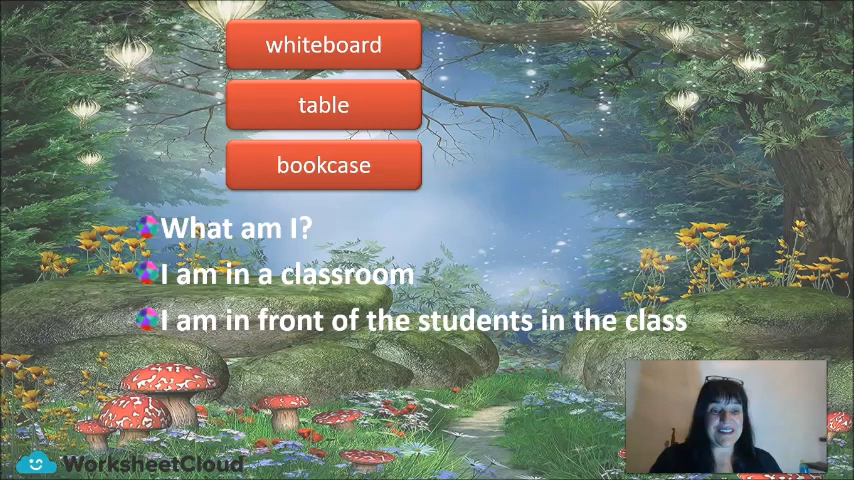 whiteboard
table
bookcase
What am I?
I am in a classroom
I am in front of the students in the class
WorksheetCloud